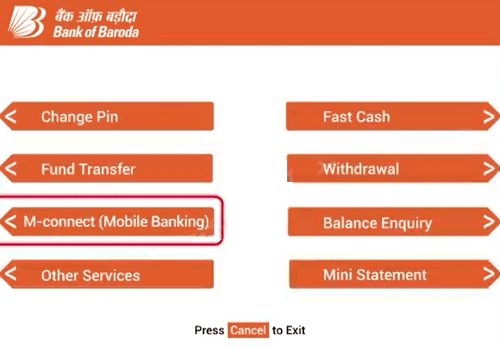 बैंक ऑफ़ बड़ौदा
Bank of Baroda
Change Pin
Fast Cash
Fund Transfer
Withdrawal
M-connect (Mobile Banking)
Balance Enquiry
Other Services
Mini Statement
Press Cancel to Exit